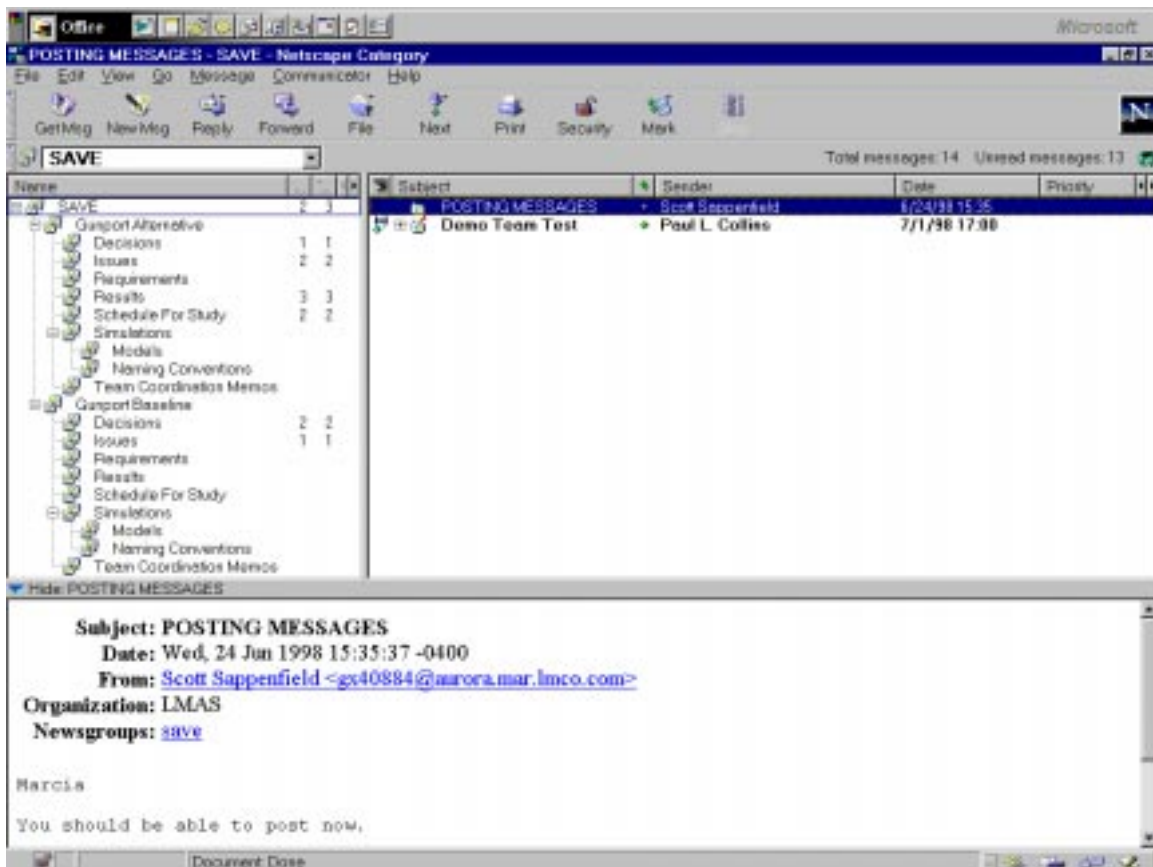 Office
Microsoft
POSTING MESSAGES - SAVE - Netscape Category
File Edit View Go Message Communicator Help
GetMsg NewMsg Reply Forward File Next Print Security Mark
N
SAVE Total messages: 14 Unread messages: 13
Name Subject Sender Date Priority
SAVE 2 3 POSTING MESSAGES Scott Sappenfield 6/24/98 15:35
Gunport Alternative Demo Team Test Paul L. Collins 7/1/98 17:00
Decisions 1 1
Issues 2 2
Requirements
Results 3 3
Schedule For Study 2 2
Simulations
Models
Naming Conventions
Team Coordination Memos
Gunport Baseline
Decisions 2 2
Issues 1 1
Requirements
Results
Schedule For Study
Simulations
Models
Naming Conventions
Team Coordination Memos
Hide: POSTING MESSAGES
Subject: POSTING MESSAGES
Date: Wed, 24 Jun 1998 15:35:37 -0400
From: Scott Sappenfield <gx40884@aurora.mar.lmco.com>
Organization: LMAS
Newsgroups: save
Marcia
You should be able to post now.
Document: Done